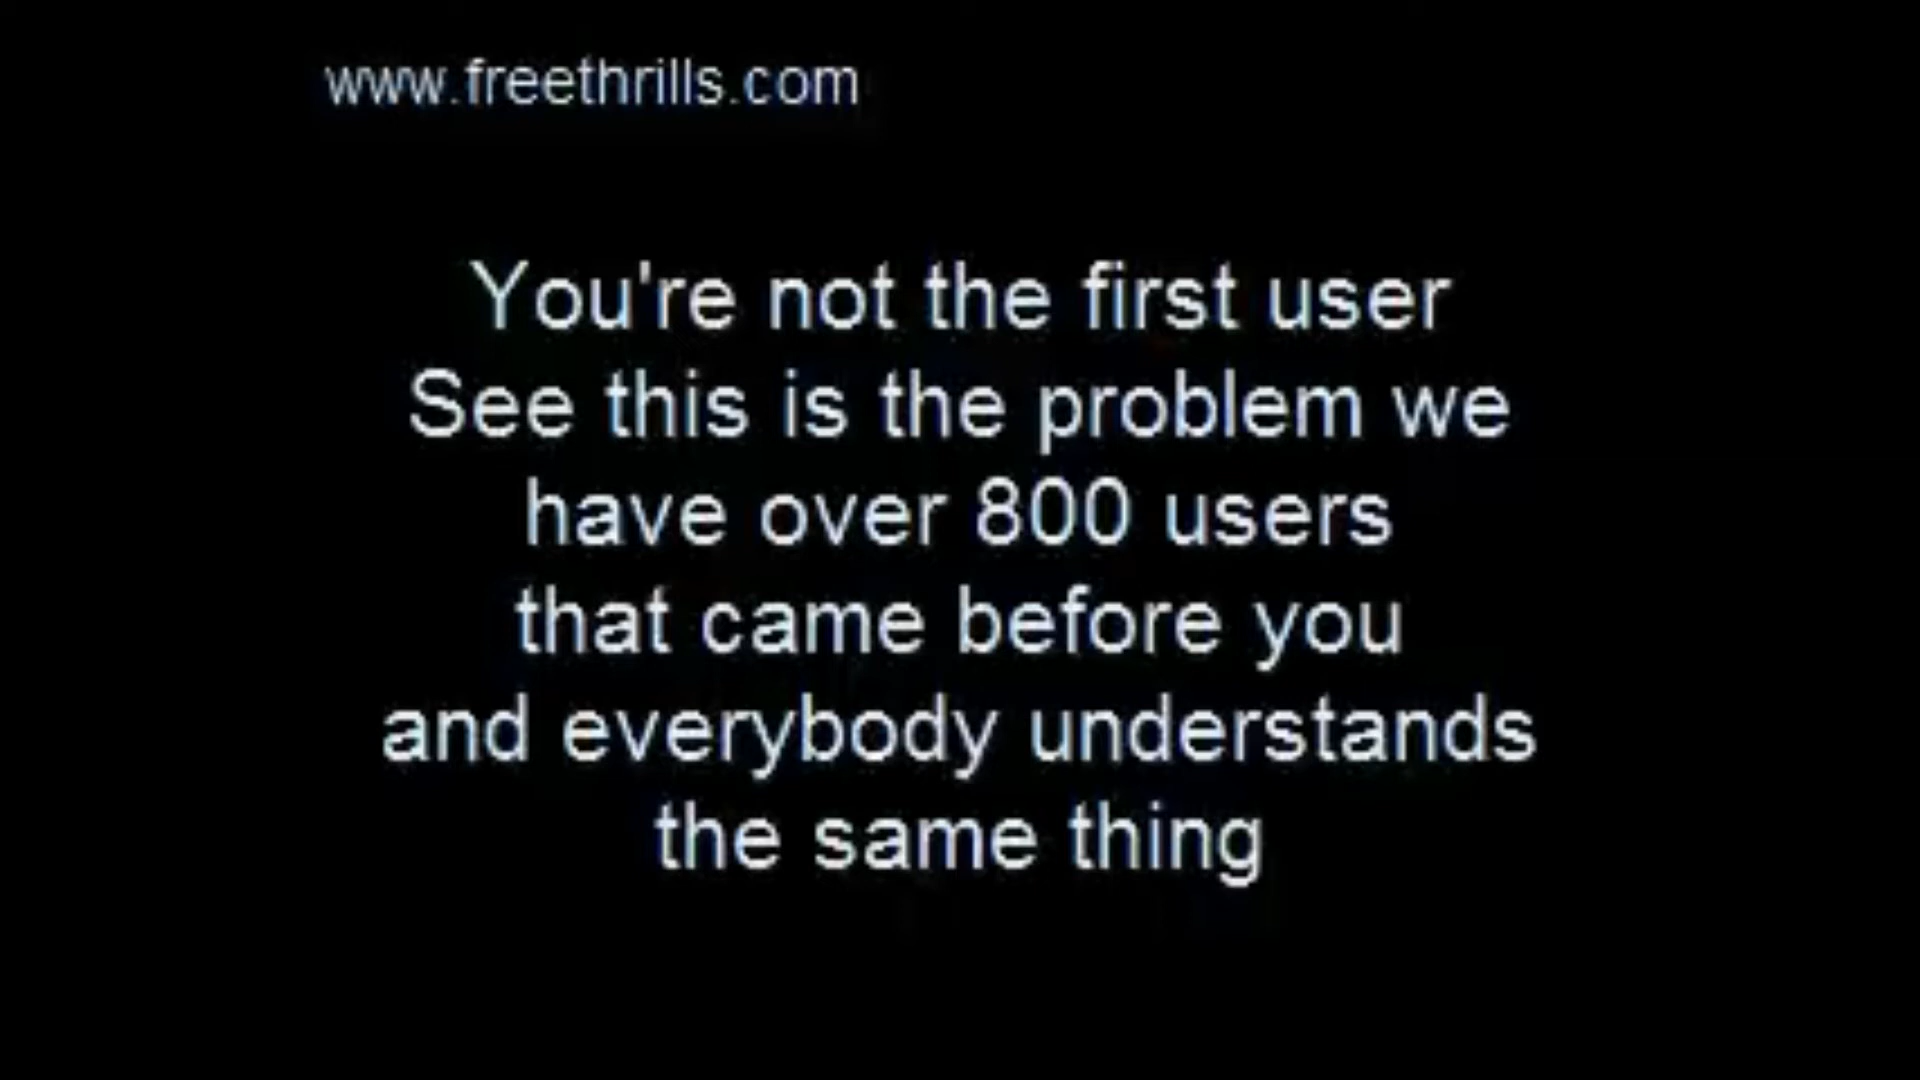 www.freethrills.com
You're not the first user
See this is the problem we
have over 800 users
that came before you
and everybody understands
the same thing